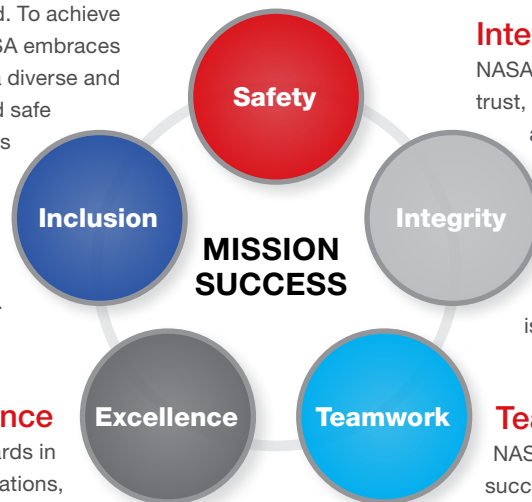 d. To achieve
SA embraces
a diverse and
d safe
s
Safety
Inte
NASA
trust,
a
Inclusion
Integrity
MISSION
SUCCESS
.
is
Excellence
Teamwork
nce
ards in
ations,
Tea
NAS
succ